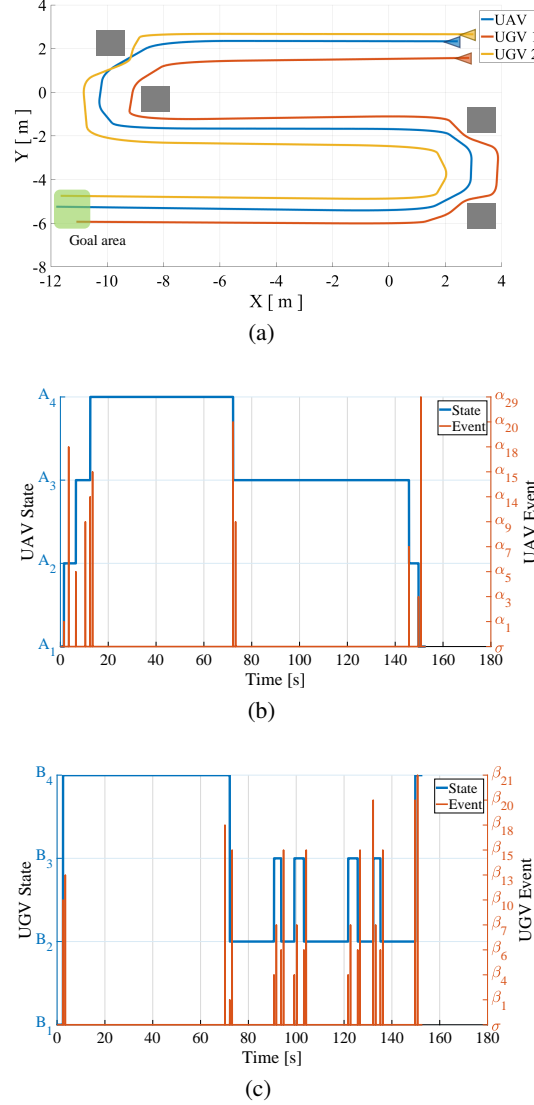 4
2
0
-2
-4
-6
-8
Y [ m ]
UAV
UGV 1
UGV 2
Goal area
-12 -10 -8 -6 -4 -2 0 2 4
X [ m ]
(a)
A₄
A₃
A₂
A₁
UAV State
State
Event
α₂₉
α₂₀
α₁₈
α₁₅
α₁₄
α₉
α₇
α₅
α₃
α₁
σ
UAV Event
0 20 40 60 80 100 120 140 160 180
Time [s]
(b)
B₄
B₃
B₂
B₁
UGV State
State
Event
β₂₁
β₂₀
β₁₈
β₁₅
β₁₃
β₁₀
β₇
β₆
β₄
β₁
σ
UGV Event
0 20 40 60 80 100 120 140 160 180
Time [s]
(c)